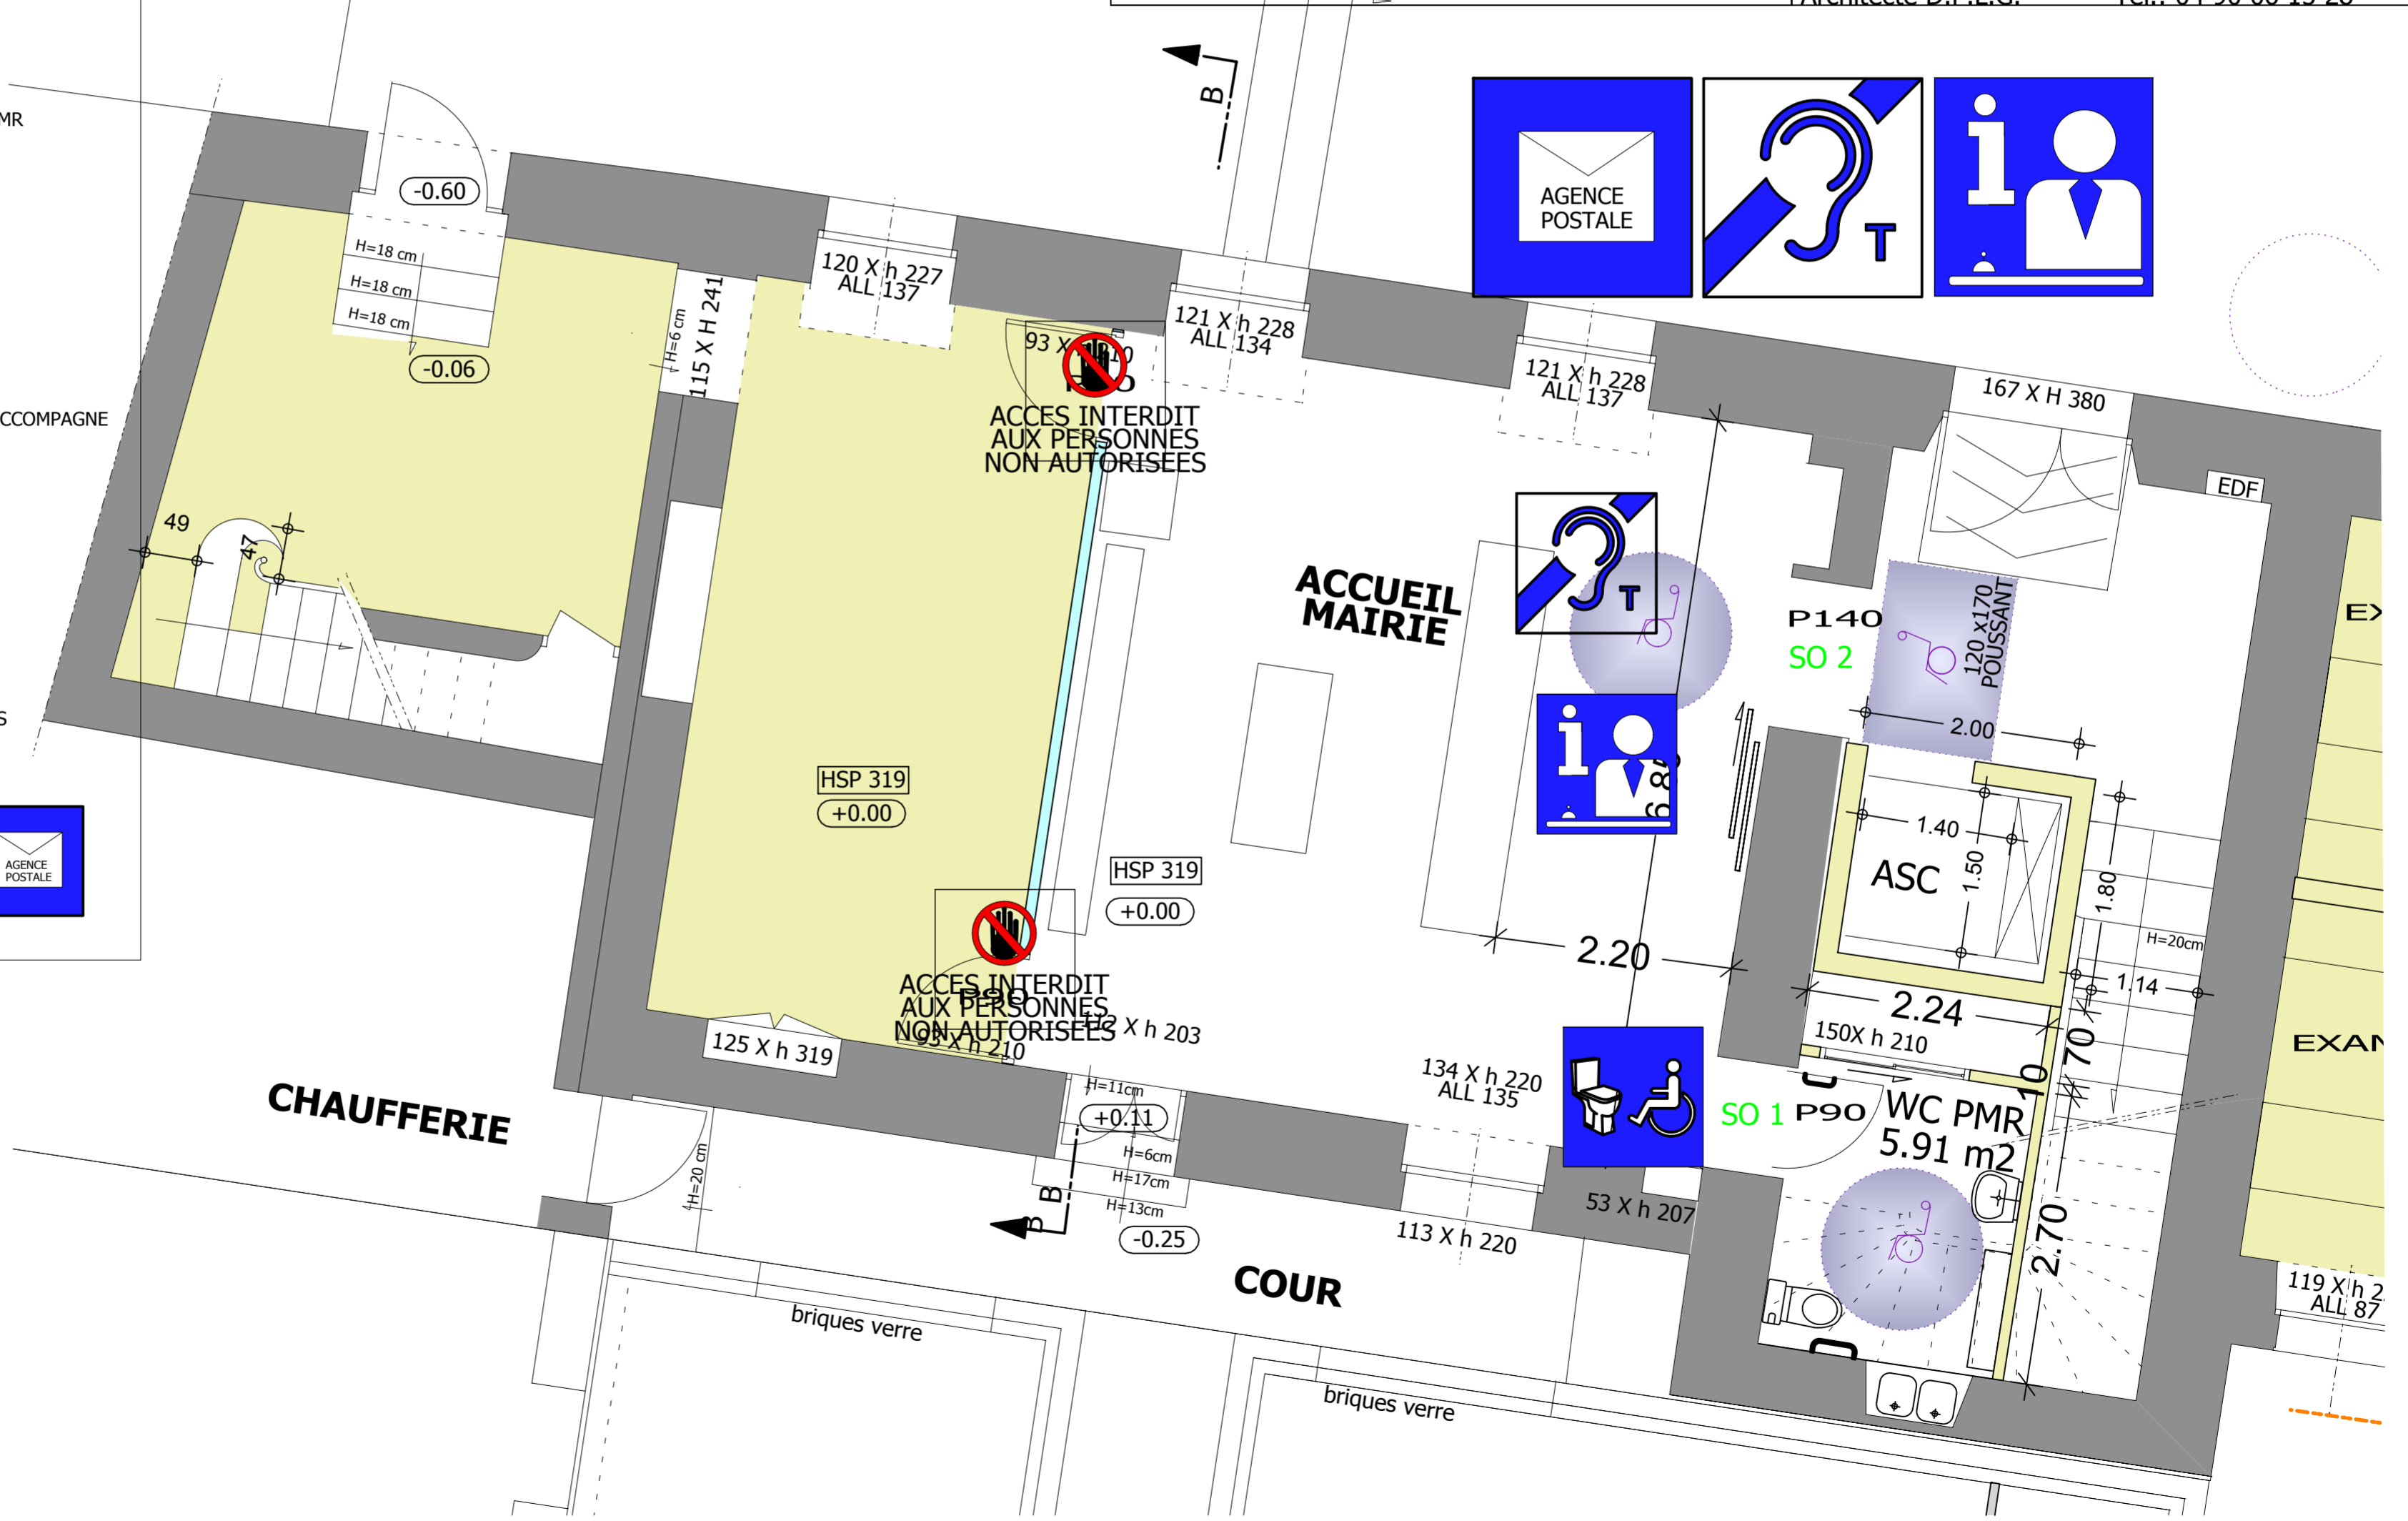 B
AGENCE
POSTALE
T
MR
-0.60
H=18 cm
H=18 cm
H=18 cm
-0.06
H=6 cm
115 X H 241
120 X h 227
ALL 137
121 X h 228
ALL 134
121 X h 228
ALL 137
167 X H 380
EDF
ACCES INTERDIT
AUX PERSONNES
NON AUTORISEES
CCOMPAGNE
49
47
ACCUEIL
MAIRIE
T
P140
SO 2
120 x170
POUSSANT
2.00
HSP 319
+0.00
HSP 319
+0.00
6.85
1.40
1.50
ASC
1.80
H=20cm
1.14
2.20
2.24
150X h 210
70
10
AGENCE
POSTALE
ACCES INTERDIT
AUX PERSONNES
NON AUTORISEES
P90
93 X h 210
125 X h 319
134 X h 220
ALL 135
SO 1
P90
WC PMR
5.91 m2
2.70
CHAUFFERIE
H=20 cm
H=11cm
+0.11
H=6cm
H=17cm
H=13cm
-0.25
B
B
53 X h 207
113 X h 220
COUR
briques verre
briques verre
ALL 87